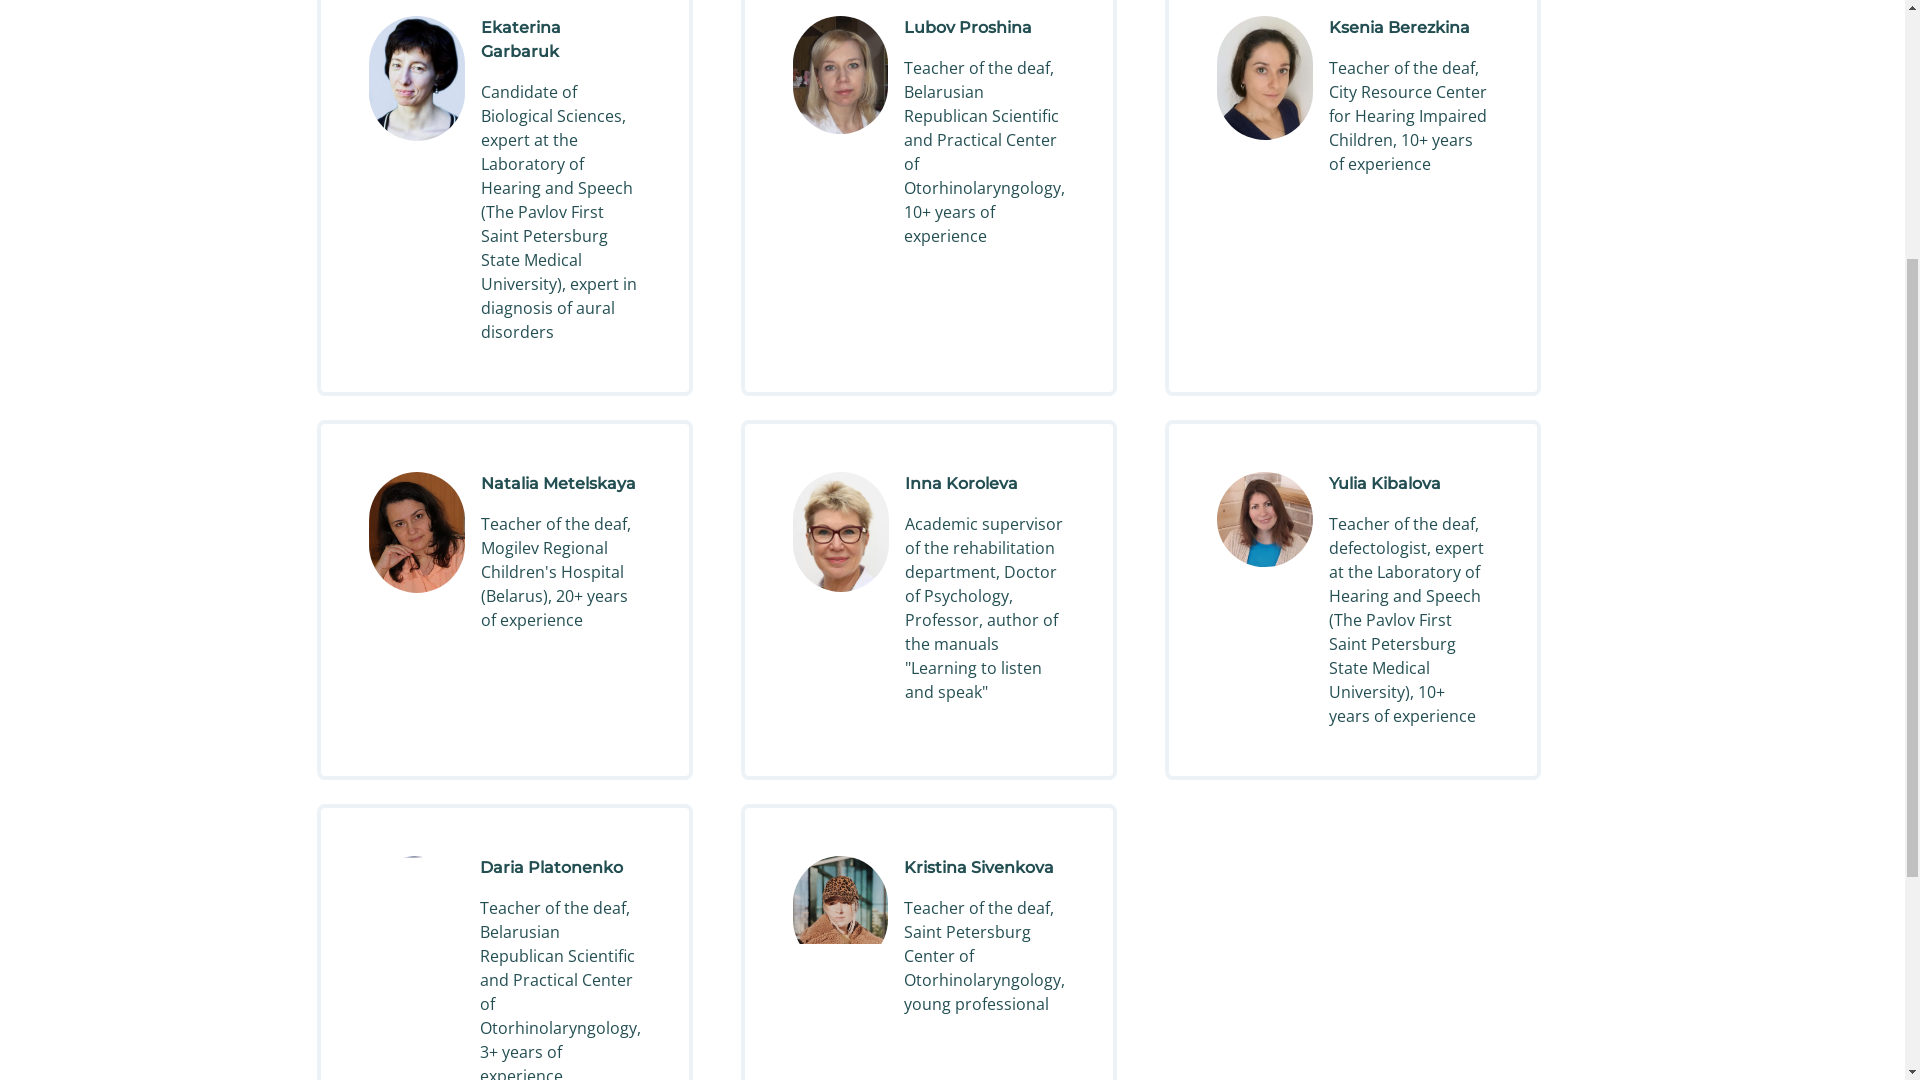 Ekaterina
Garbaruk
Candidate of
Biological Sciences,
expert at the
Laboratory of
Hearing and Speech
(The Pavlov First
Saint Petersburg
State Medical
University), expert in
diagnosis of aural
disorders
Lubov Proshina
Teacher of the deaf,
Belarusian
Republican Scientific
and Practical Center
of
Otorhinolaryngology,
10+ years of
experience
Ksenia Berezkina
Teacher of the deaf,
City Resource Center
for Hearing Impaired
Children, 10+ years
of experience
Natalia Metelskaya
Teacher of the deaf,
Mogilev Regional
Children's Hospital
(Belarus), 20+ years
of experience
Inna Koroleva
Academic supervisor
of the rehabilitation
department, Doctor
of Psychology,
Professor, author of
the manuals
"Learning to listen
and speak"
Yulia Kibalova
Teacher of the deaf,
defectologist, expert
at the Laboratory of
Hearing and Speech
(The Pavlov First
Saint Petersburg
State Medical
University), 10+
years of experience
Daria Platonenko
Teacher of the deaf,
Belarusian
Republican Scientific
and Practical Center
of
Otorhinolaryngology,
3+ years of
experience
Kristina Sivenkova
Teacher of the deaf,
Saint Petersburg
Center of
Otorhinolaryngology,
young professional